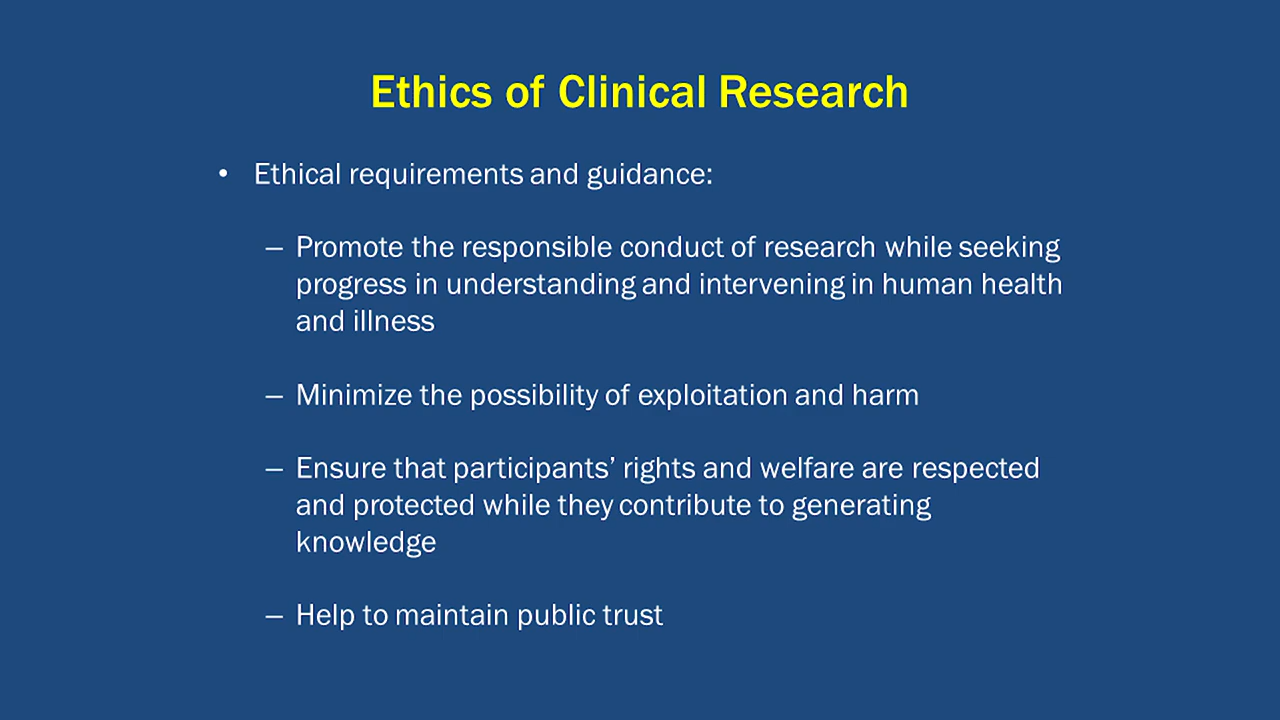 Ethics of Clinical Research
• Ethical requirements and guidance:
– Promote the responsible conduct of research while seeking
progress in understanding and intervening in human health
and illness
– Minimize the possibility of exploitation and harm
– Ensure that participants’ rights and welfare are respected
and protected while they contribute to generating
knowledge
– Help to maintain public trust